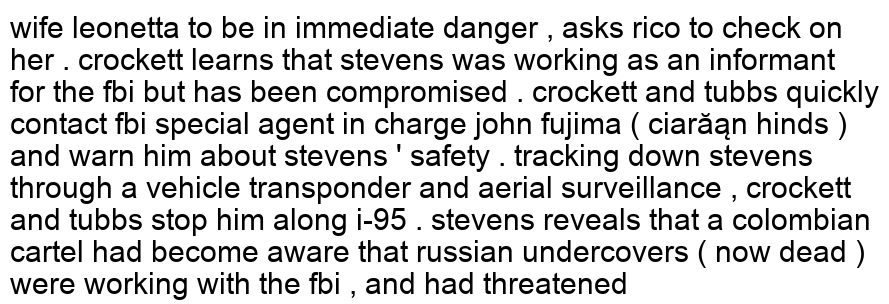 wife leonetta to be in immediate danger , asks rico to check on
her . crockett learns that stevens was working as an informant
for the fbi but has been compromised . crockett and tubbs quickly
contact fbi special agent in charge john fujima ( ciarăąn hinds )
and warn him about stevens ' safety . tracking down stevens
through a vehicle transponder and aerial surveillance , crockett
and tubbs stop him along i-95 . stevens reveals that a colombian
cartel had become aware that russian undercovers ( now dead )
were working with the fbi , and had threatened